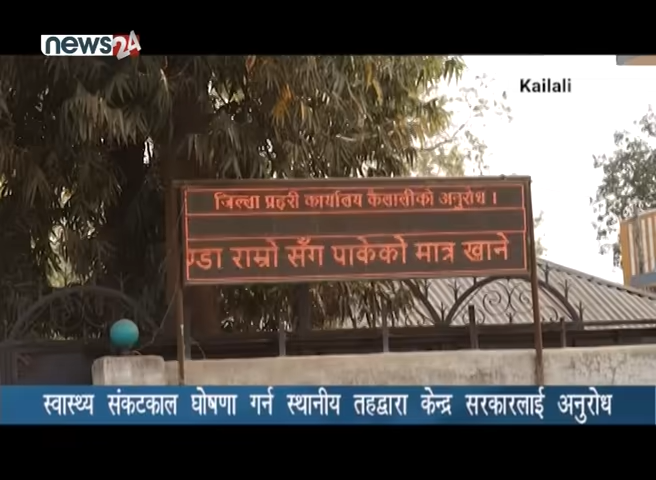 news24
Kailali
जिल्ला प्रहरी कार्यालय कैलालीको अनुरोध ।
ण्डा राम्रो सँग पाकेको मात्र खाने
स्वास्थ्य संकटकाल घोषणा गर्न स्थानीय तहद्वारा केन्द्र सरकारलाई अनुरोध